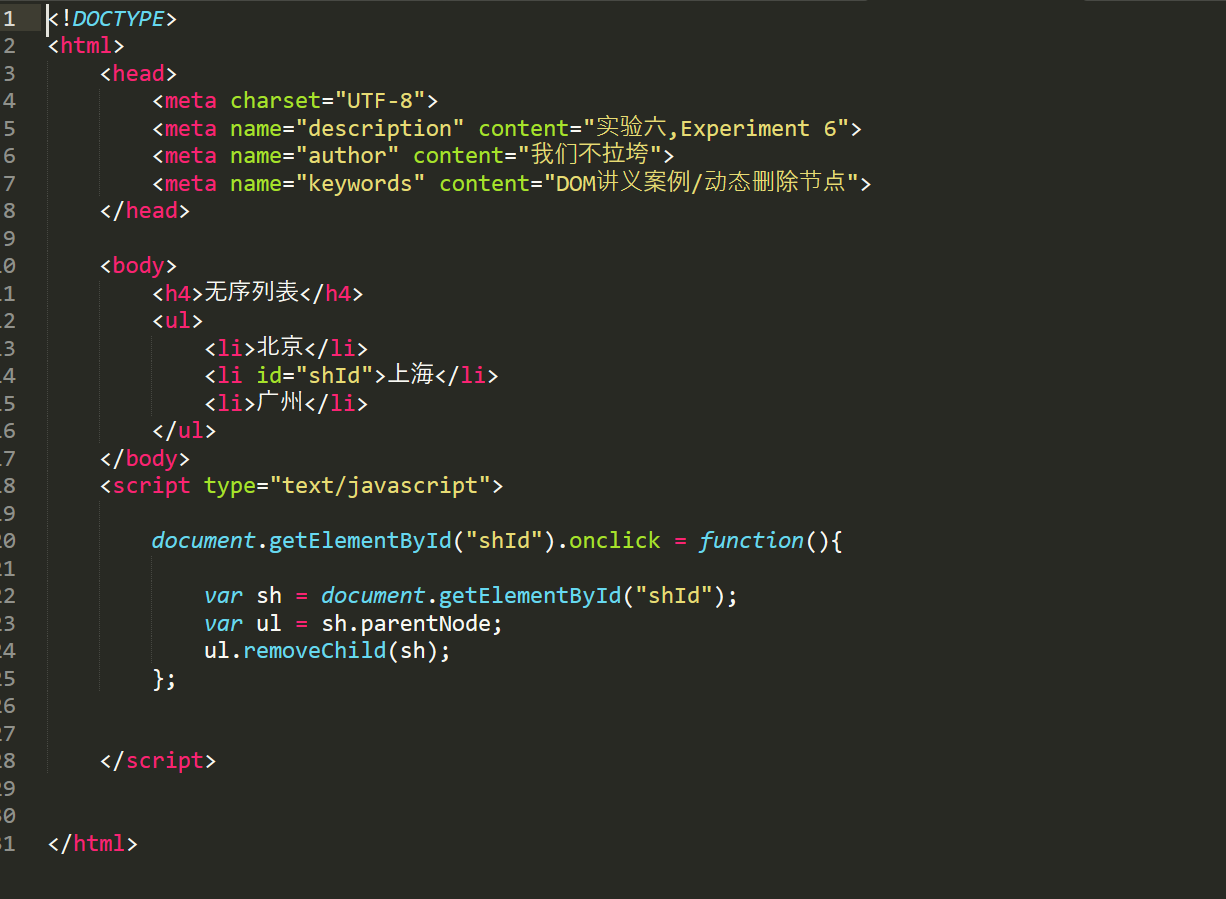 1 <!DOCTYPE>
2 <html>
3     <head>
4         <meta charset="UTF-8">
5         <meta name="description" content="实验六,Experiment 6">
6         <meta name="author" content="我们不拉垮">
7         <meta name="keywords" content="DOM讲义案例/动态删除节点">
8     </head>
9
10     <body>
11         <h4>无序列表</h4>
12         <ul>
13             <li>北京</li>
14             <li id="shId">上海</li>
15             <li>广州</li>
16         </ul>
17     </body>
18     <script type="text/javascript">
19
20         document.getElementById("shId").onclick = function(){
21
22             var sh = document.getElementById("shId");
23             var ul = sh.parentNode;
24             ul.removeChild(sh);
25         };
26
27
28     </script>
29
30
31 </html>